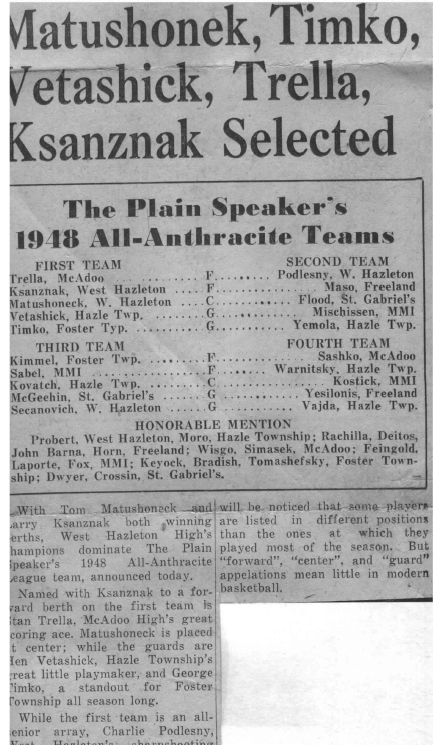 Matushonek, Timko,
Vetashick, Trella,
Ksanznak Selected
The Plain Speaker's
1948 All-Anthracite Teams
FIRST TEAM SECOND TEAM
Trella, McAdoo ........ F ........ Podlesny, W. Hazleton
Ksanznak, West Hazleton .... F ........ Maso, Freeland
Matushoneck, W. Hazleton .... C ........ Flood, St. Gabriel's
Vetashick, Hazle Twp. ........ G ........ Mischissen, MMI
Timko, Foster Typ. ........ G ........ Yemola, Hazle Twp.
THIRD TEAM FOURTH TEAM
Kimmel, Foster Twp. ........ F ........ Sashko, McAdoo
Sabel, MMI ........ F ........ Warnitsky, Hazle Twp.
Kovatch, Hazle Twp. ........ C ........ Kostick, MMI
McGeehin, St. Gabriel's ...... G ........ Yesilonis, Freeland
Secanovich, W. Hazleton ...... G ........ Vajda, Hazle Twp.
HONORABLE MENTION
Probert, West Hazleton, Moro, Hazle Township; Rachilla, Deitos,
John Barna, Horn, Freeland; Wisgo, Simasek, McAdoo; Feingold,
Laporte, Fox, MMI; Keyock, Bradish, Tomashefsky, Foster Town-
ship; Dwyer, Crossin, St. Gabriel's.
With Tom Matushoneck and
Larry Ksanznak both winning
berths, West Hazleton High's
champions dominate The Plain
Speaker's 1948 All-Anthracite
League team, announced today.
Named with Ksanznak to a for-
ward berth on the first team is
Stan Trella, McAdoo High's great
scoring ace. Matushoneck is placed
at center; while the guards are
Hen Vetashick, Hazle Township's
great little playmaker, and George
Timko, a standout for Foster
Township all season long.
While the first team is an all-
senior array, Charlie Podlesny,
West Hazleton's sharpshooting
will be noticed that some players
are listed in different positions
than the ones at which they
played most of the season. But
"forward", "center", and "guard"
appelations mean little in modern
basketball.